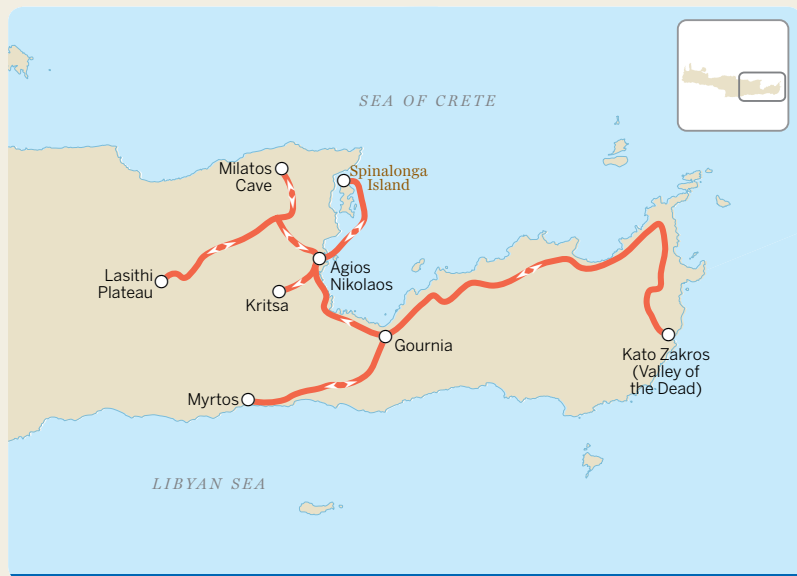 SEA OF CRETE
Milatos
Cave
Spinalonga
Island
Agios
Nikolaos
Lasithi
Plateau
Kritsa
Gournia
Kato Zakros
(Valley of
the Dead)
Myrtos
LIBYAN SEA